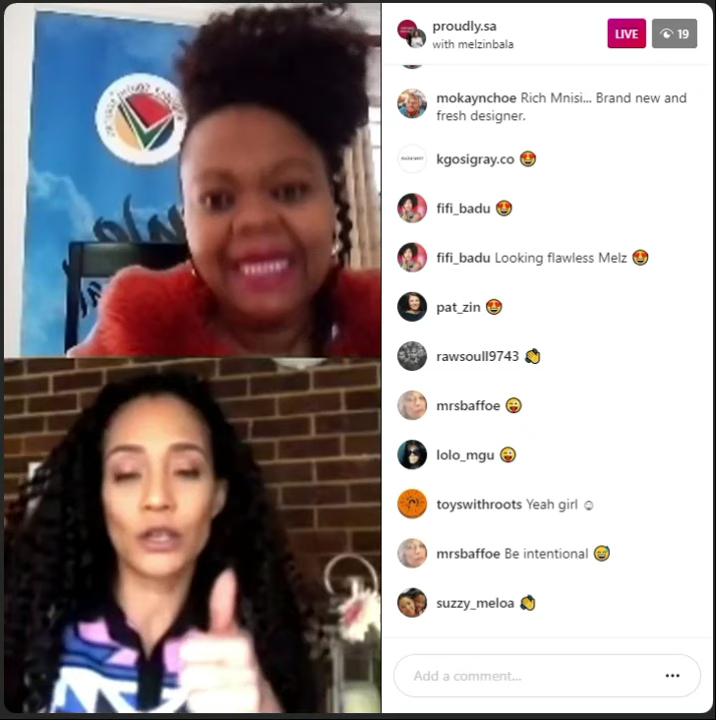 proudly.sa
with melzinbala
LIVE
19
mokaynchoe Rich Mnisi... Brand new and
fresh designer.
kgosigray.co 😍
fifi_badu 😍
fifi_badu Looking flawless Melz 😍
pat_zin 😍
rawsoull9743 👏
mrsbaffoe 😜
lolo_mgu 😜
toyswithroots Yeah girl ☺
mrsbaffoe Be intentional 😅
suzzy_meloa 👏
Add a comment...